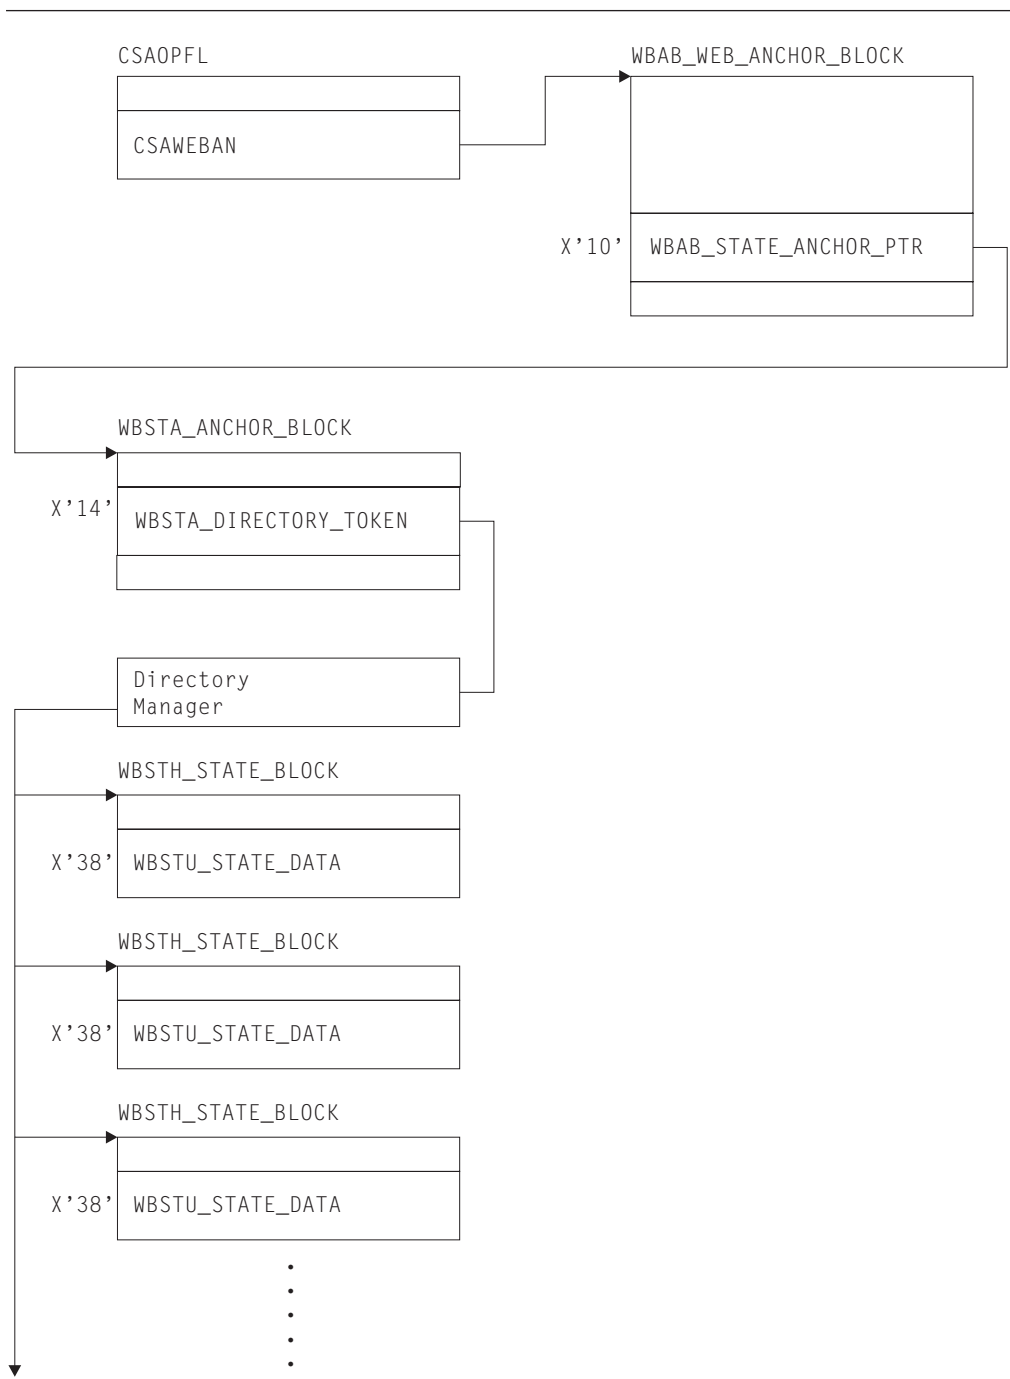 CSAOPFL
WBAB_WEB_ANCHOR_BLOCK
CSAWEBAN
X’10’
WBAB_STATE_ANCHOR_PTR
WBSTA_ANCHOR_BLOCK
X’14’
WBSTA_DIRECTORY_TOKEN
Directory
Manager
WBSTH_STATE_BLOCK
X’38’
WBSTU_STATE_DATA
WBSTH_STATE_BLOCK
X’38’
WBSTU_STATE_DATA
WBSTH_STATE_BLOCK
X’38’
WBSTU_STATE_DATA